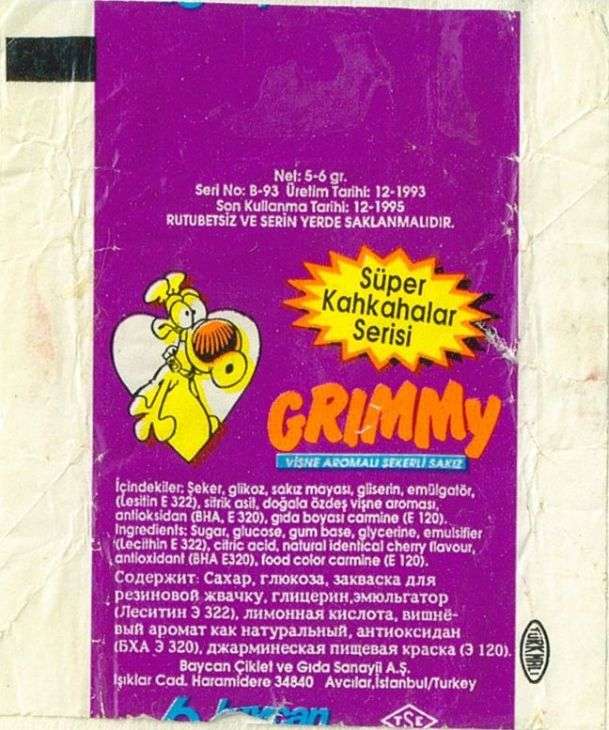 Net: 5-6 gr.
Seri No: B-93 Üretim Tarihi: 12-1993
Son Kullanma Tarihi: 12-1995
RUTUBETSİZ VE SERİN YERDE SAKLANMALIDIR.
Süper
Kahkahalar
Serisi
GRIMMY
VİŞNE AROMALI ŞEKERLİ SAKIZ
İçindekiler: Şeker, glikoz, sakız mayası, gliserin, emülgatör,
(Lesitin E 322), sitrik asit, doğala özdeş vişne aroması,
antioksidan (BHA, E 320), gıda boyası carmine (E 120).
Ingredients: Sugar, glucose, gum base, glycerine, emulsifier
(Lecithin E 322), citric acid, natural identical cherry flavour,
antioxidant (BHA E320), food color carmine (E 120).
Содержит: Сахар, глюкоза, закваска для
резиновой жвачку, глицерин,эмюльгатор
(Леситин Э 322), лимонная кислота, вишнё-
вый аромат как натуральный, антиоксидан
(БХА Э 320), джарминеская пищевая краска (Э 120).
Baycan Çiklet ve Gıda Sanayii A.Ş.
Işıklar Cad. Haramidere 34840 Avcılar,İstanbul/Turkey
TÜRK MALI
baycan
TSE